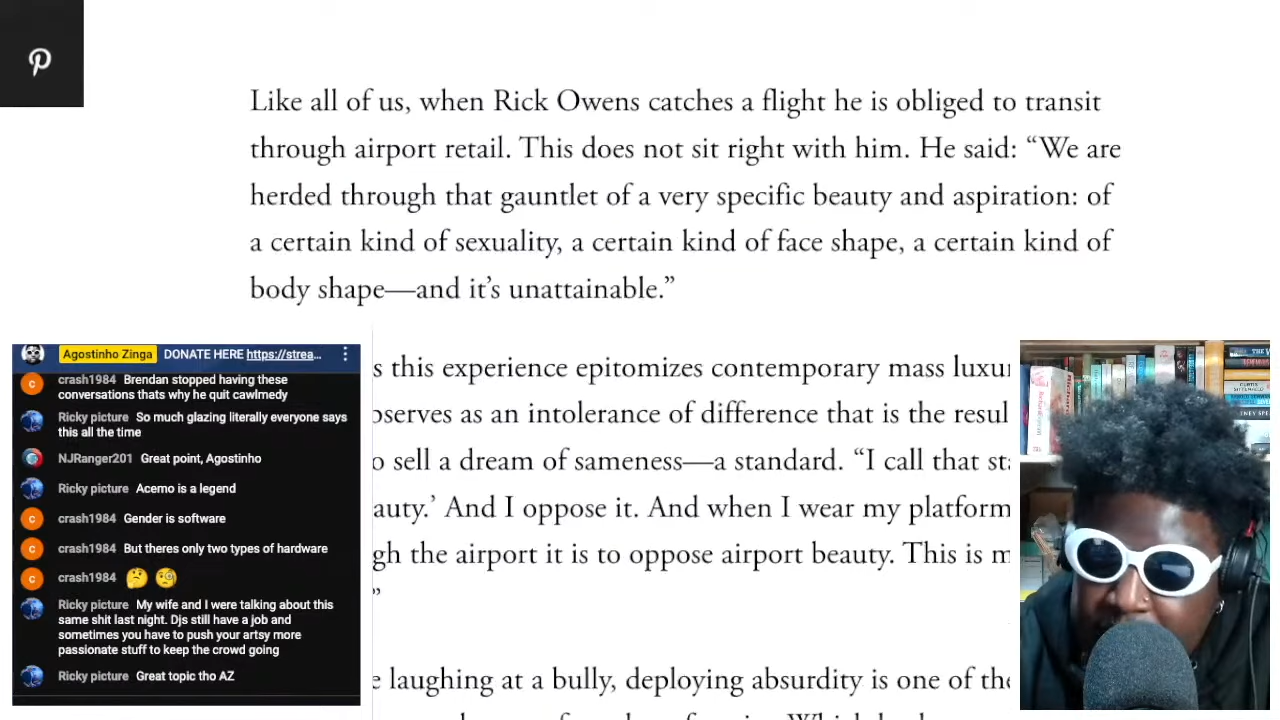 Like all of us, when Rick Owens catches a flight he is obliged to transit
through airport retail. This does not sit right with him. He said: “We are
herded through that gauntlet of a very specific beauty and aspiration: of
a certain kind of sexuality, a certain kind of face shape, a certain kind of
body shape—and it’s unattainable.”
s this experience epitomizes contemporary mass luxu
bserves as an intolerance of difference that is the resul
o sell a dream of sameness—a standard. “I call that sta
auty.’ And I oppose it. And when I wear my platform
gh the airport it is to oppose airport beauty. This is m
”
e laughing at a bully, deploying absurdity is one of the
Agostinho Zinga DONATE HERE https://strea...
crash1984 Brendan stopped having these
conversations thats why he quit cawlmedy
Ricky picture So much glazing literally everyone says
this all the time
NJRanger201 Great point, Agostinho
Ricky picture Acemo is a legend
crash1984 Gender is software
crash1984 But theres only two types of hardware
crash1984 🤔 🧐
Ricky picture My wife and I were talking about this
same shit last night. Djs still have a job and
sometimes you have to push your artsy more
passionate stuff to keep the crowd going
Ricky picture Great topic tho AZ